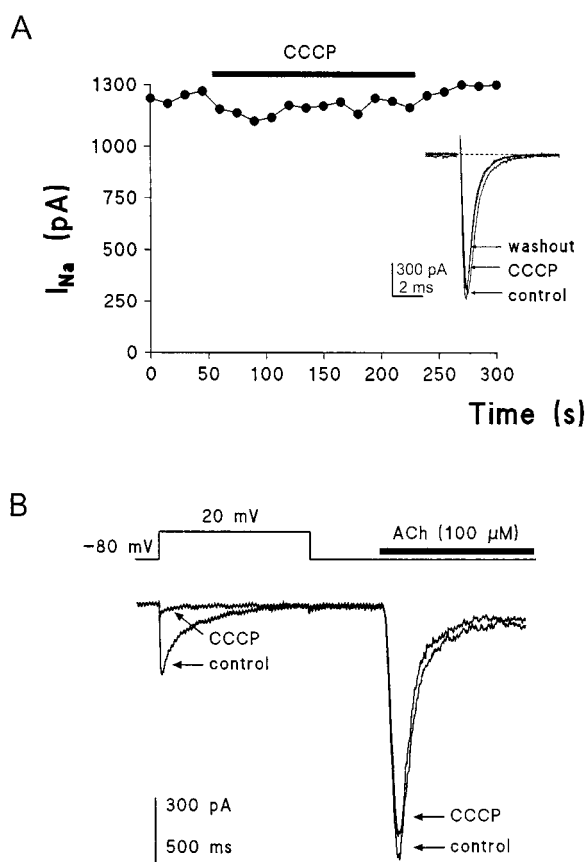 A
CCCP
1300
1000
750
500
250
0
I_Na (pA)
0 50 100 150 200 250 300
Time (s)
300 pA
2 ms
washout
CCCP
control
B
20 mV
-80 mV
ACh (100 μM)
CCCP
control
300 pA
500 ms
CCCP
control